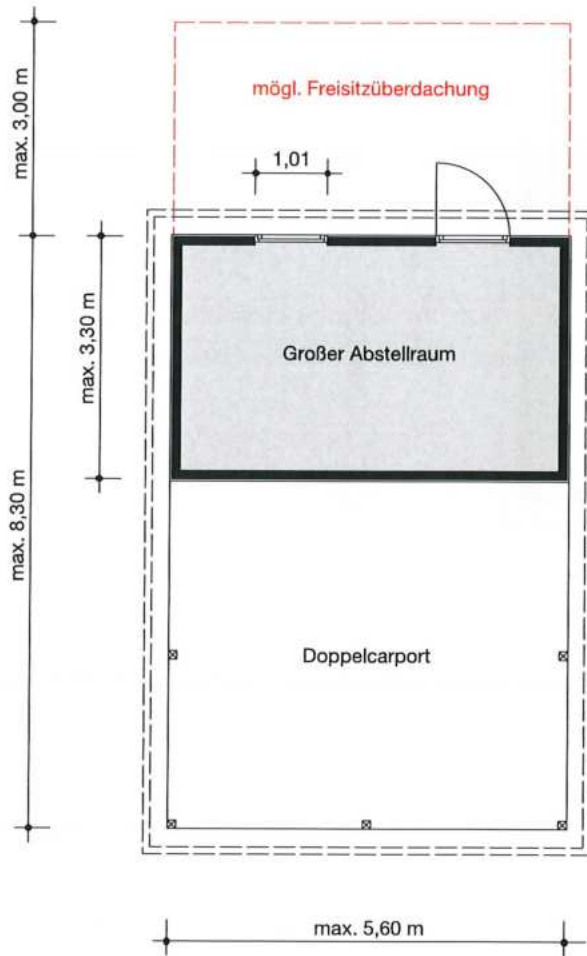 max. 3,00 m
mögl. Freisitzüberdachung
1,01
max. 3,30 m
Großer Abstellraum
max. 8,30 m
Doppelcarport
max. 5,60 m